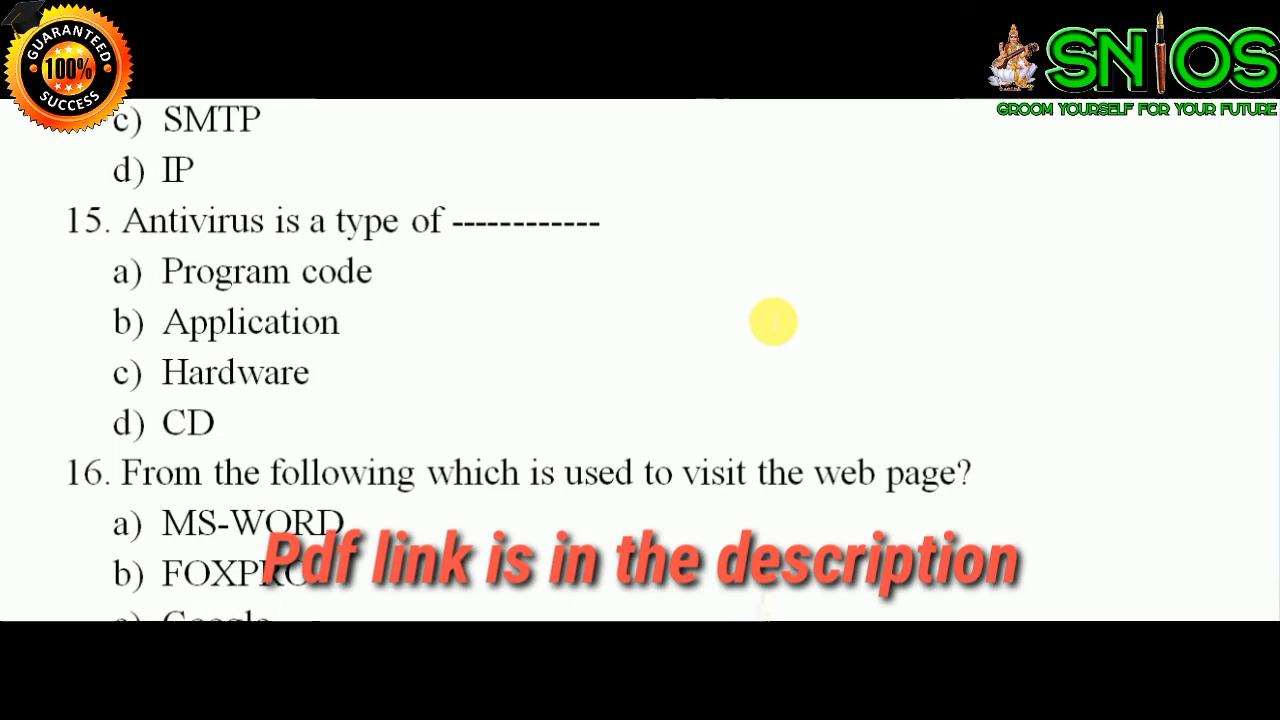 GUARANTEED
100%
SUCCESS
SNIOS
GROOM YOURSELF FOR YOUR FUTURE
c) SMTP
d) IP
15. Antivirus is a type of ------------
a) Program code
b) Application
c) Hardware
d) CD
16. From the following which is used to visit the web page?
a) MS-WORD
b) FOXPRO
Pdf link is in the description
Google